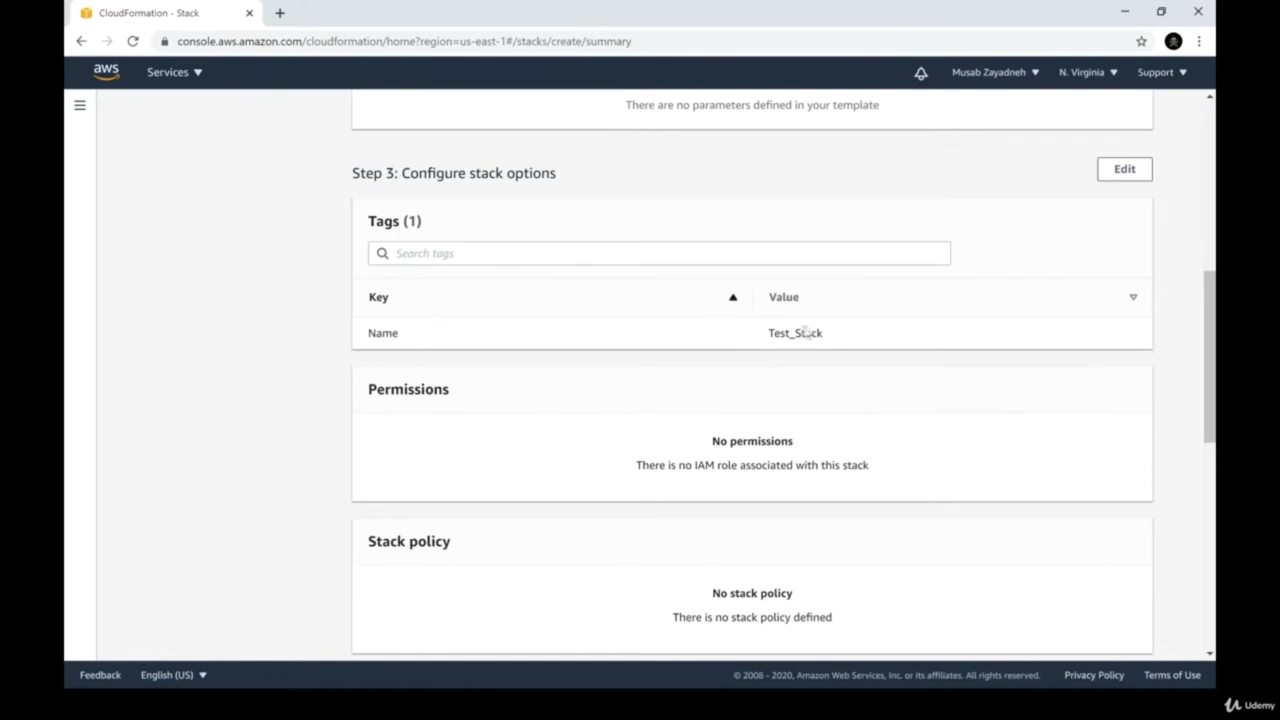 CloudFormation - Stack
console.aws.amazon.com/cloudformation/home?region=us-east-1#/stacks/create/summary
aws Services Musab Zayadneh N. Virginia Support
There are no parameters defined in your template
Step 3: Configure stack options Edit
Tags (1)
Search tags
Key Value
Name Test_Stack
Permissions
No permissions
There is no IAM role associated with this stack
Stack policy
No stack policy
There is no stack policy defined
Feedback English (US) © 2008 - 2020, Amazon Web Services, Inc. or its affiliates. All rights reserved. Privacy Policy Terms of Use
Udemy